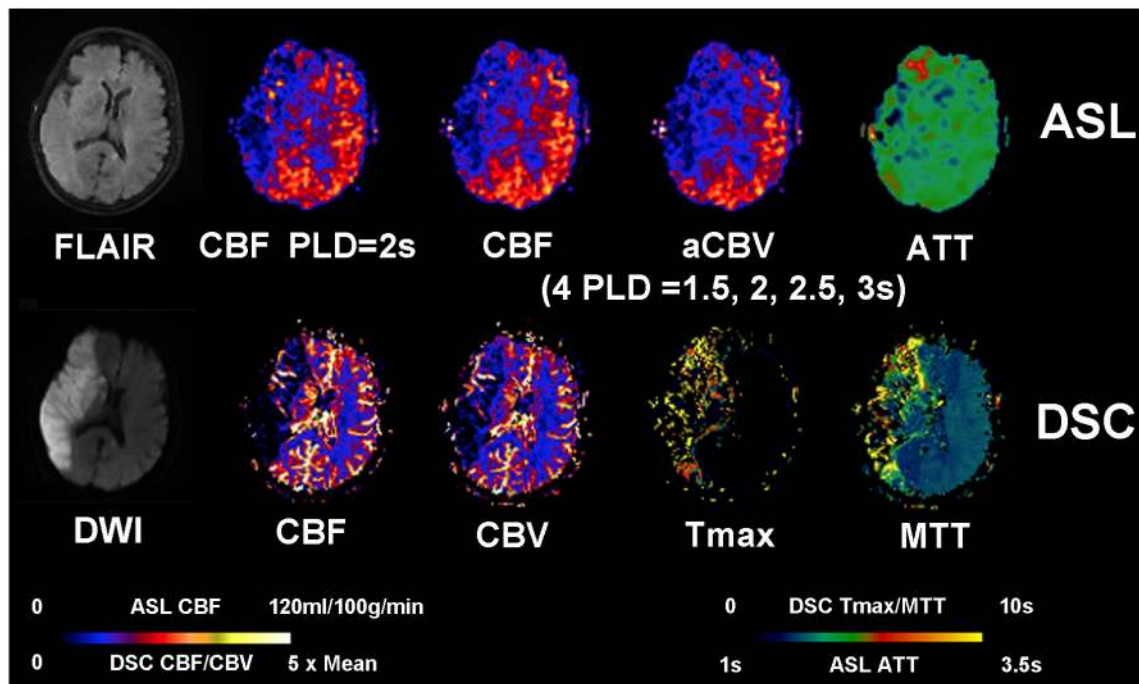 ASL
FLAIR
CBF PLD=2s
CBF
aCBV
ATT
(4 PLD =1.5, 2, 2.5, 3s)
DSC
DWI
CBF
CBV
Tmax
MTT
0 ASL CBF 120ml/100g/min
0 DSC CBF/CBV 5 x Mean
0 DSC Tmax/MTT 10s
1s ASL ATT 3.5s